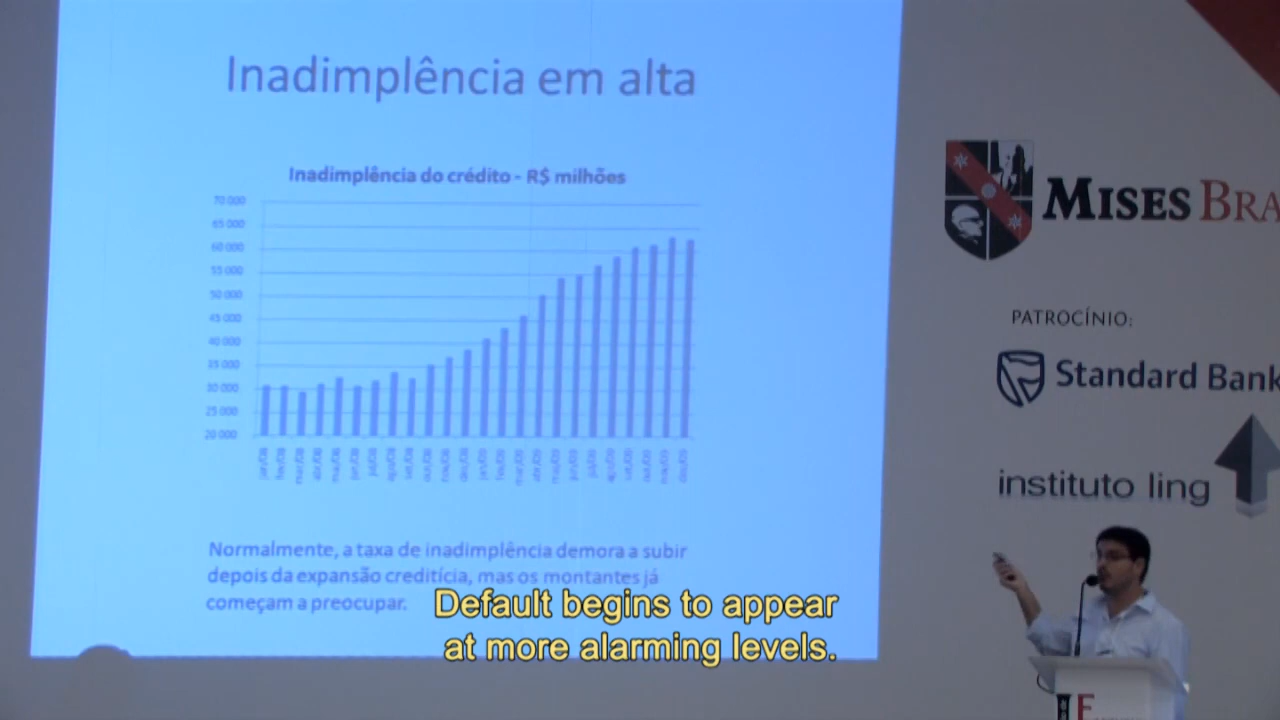 Inadimplência em alta
Inadimplência do crédito - R$ milhões
70 000
65 000
60 000
55 000
50 000
45 000
40 000
35 000
30 000
25 000
20 000
Normalmente, a taxa de inadimplência demora a subir
depois da expansão creditícia, mas os montantes já
começam a preocupar.
Default begins to appear
at more alarming levels.
MISES BRA
PATROCÍNIO:
Standard Bank
instituto ling